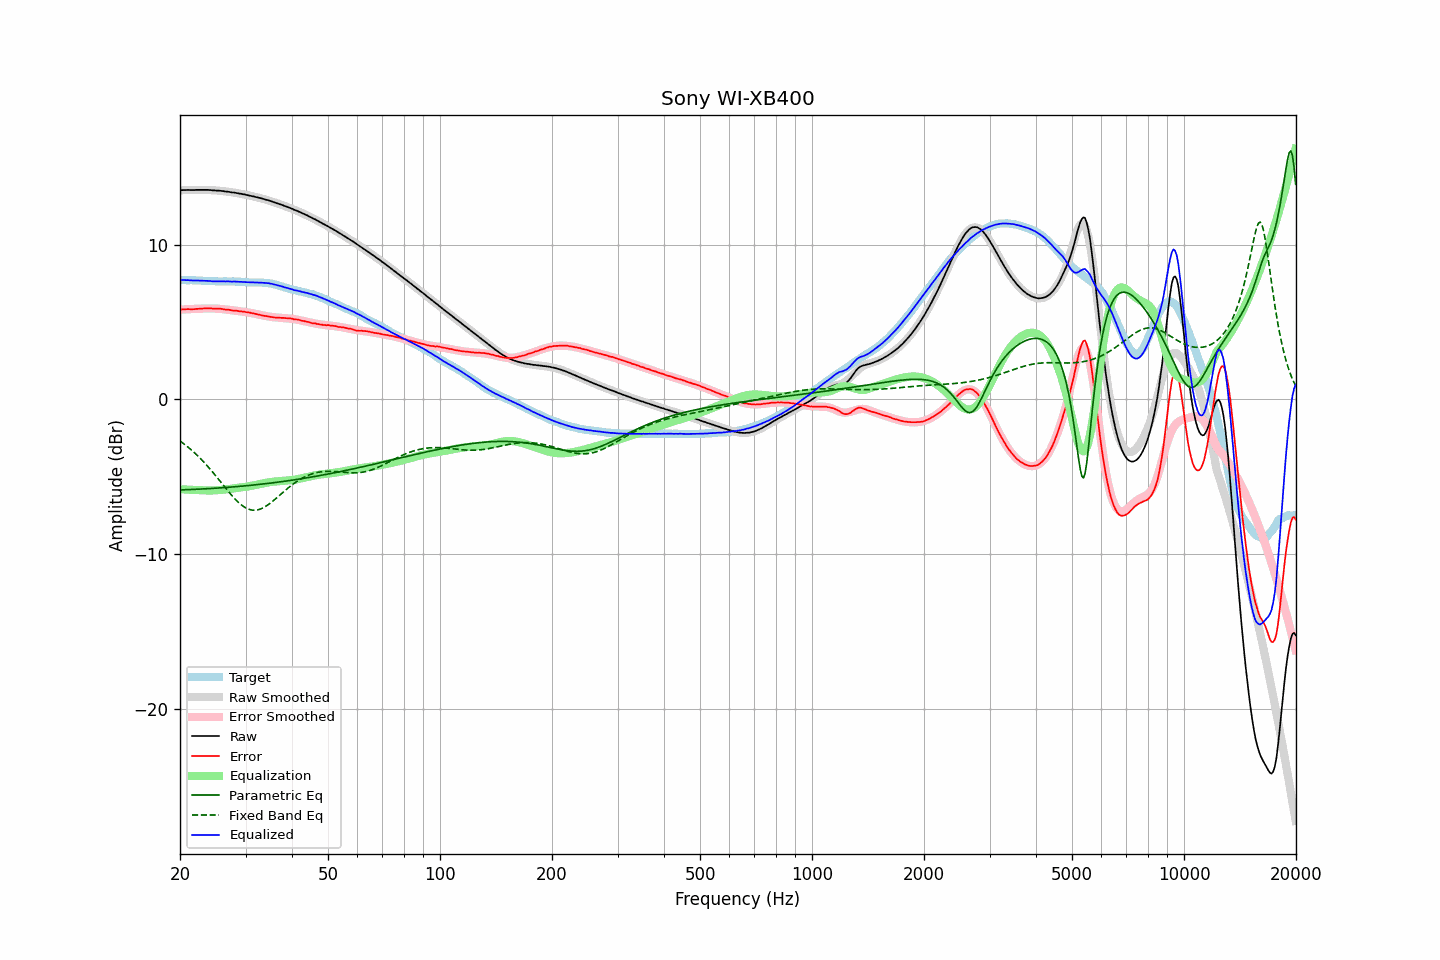 Sony WI-XB400
Amplitude (dBr)
10
0
−10
−20
Target
Raw Smoothed
Error Smoothed
Raw
Error
Equalization
Parametric Eq
Fixed Band Eq
Equalized
20 50 100 200 500 1000 2000 5000 10000 20000
Frequency (Hz)